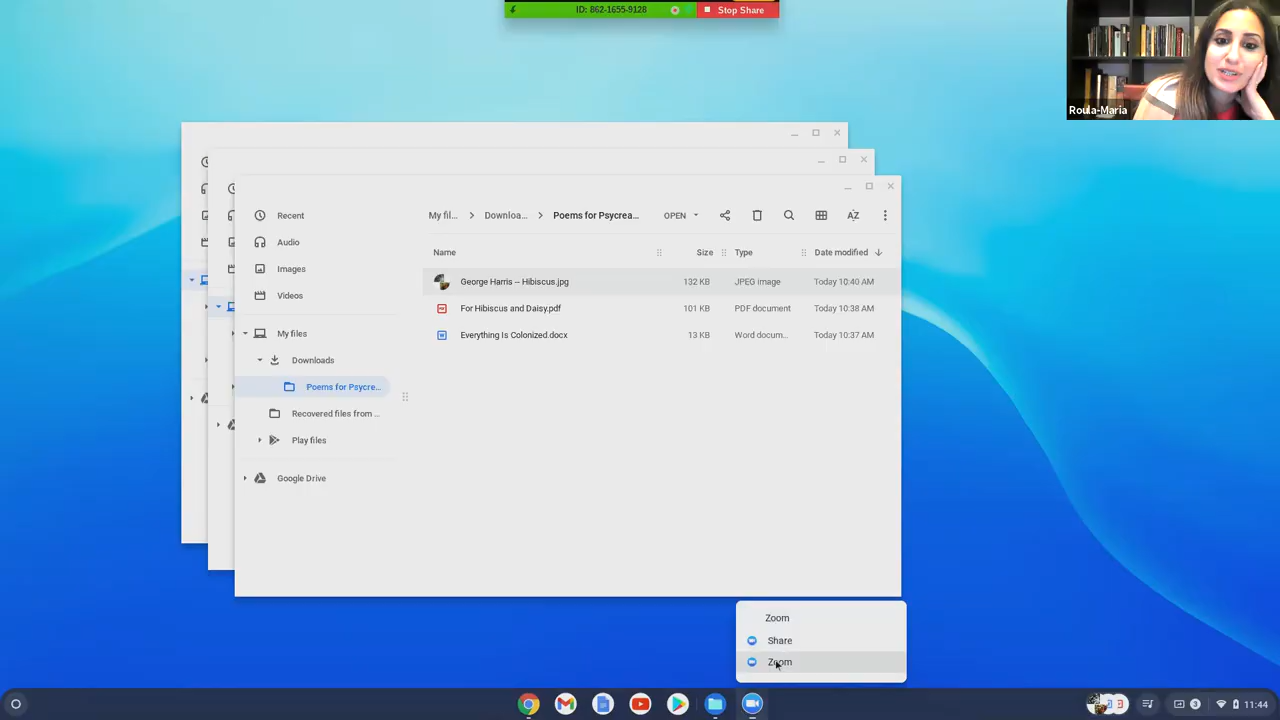 ID: 862-1655-9128
Stop Share
Roula-Maria
Recent
Audio
Images
Videos
My files
Downloads
Poems for Psycre...
Recovered files from ...
Play files
Google Drive
My fil... > Downloa... > Poems for Psycrea...
OPEN
AZ
Name Size Type Date modified
George Harris -- Hibiscus.jpg 132 KB JPEG image Today 10:40 AM
For Hibiscus and Daisy.pdf 101 KB PDF document Today 10:38 AM
Everything Is Colonized.docx 13 KB Word docum... Today 10:37 AM
Zoom
Share
Zoom
3
11:44